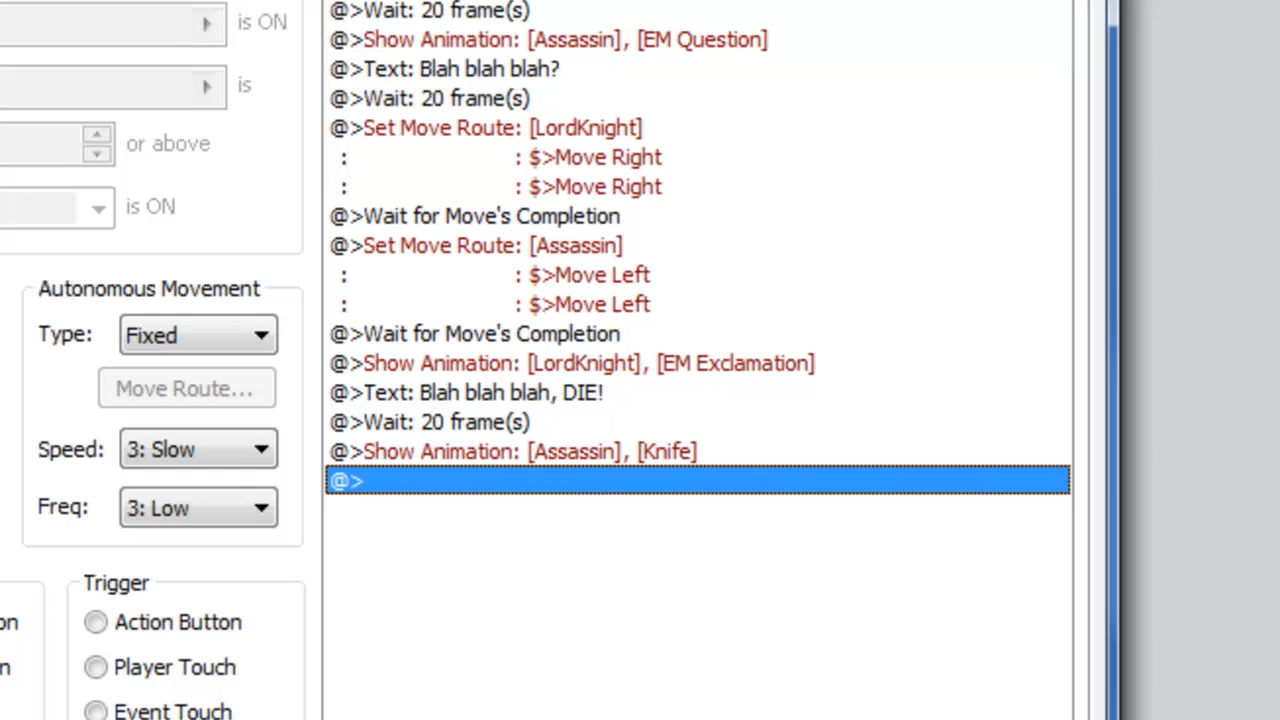 is ON
is
or above
is ON
Autonomous Movement
Type: Fixed
Move Route...
Speed: 3: Slow
Freq: 3: Low
on
n
Trigger
Action Button
Player Touch
Event Touch
@>Wait: 20 frame(s)
@>Show Animation: [Assassin], [EM Question]
@>Text: Blah blah blah?
@>Wait: 20 frame(s)
@>Set Move Route: [LordKnight]
: : $>Move Right
: : $>Move Right
@>Wait for Move's Completion
@>Set Move Route: [Assassin]
: : $>Move Left
: : $>Move Left
@>Wait for Move's Completion
@>Show Animation: [LordKnight], [EM Exclamation]
@>Text: Blah blah blah, DIE!
@>Wait: 20 frame(s)
@>Show Animation: [Assassin], [Knife]
@>